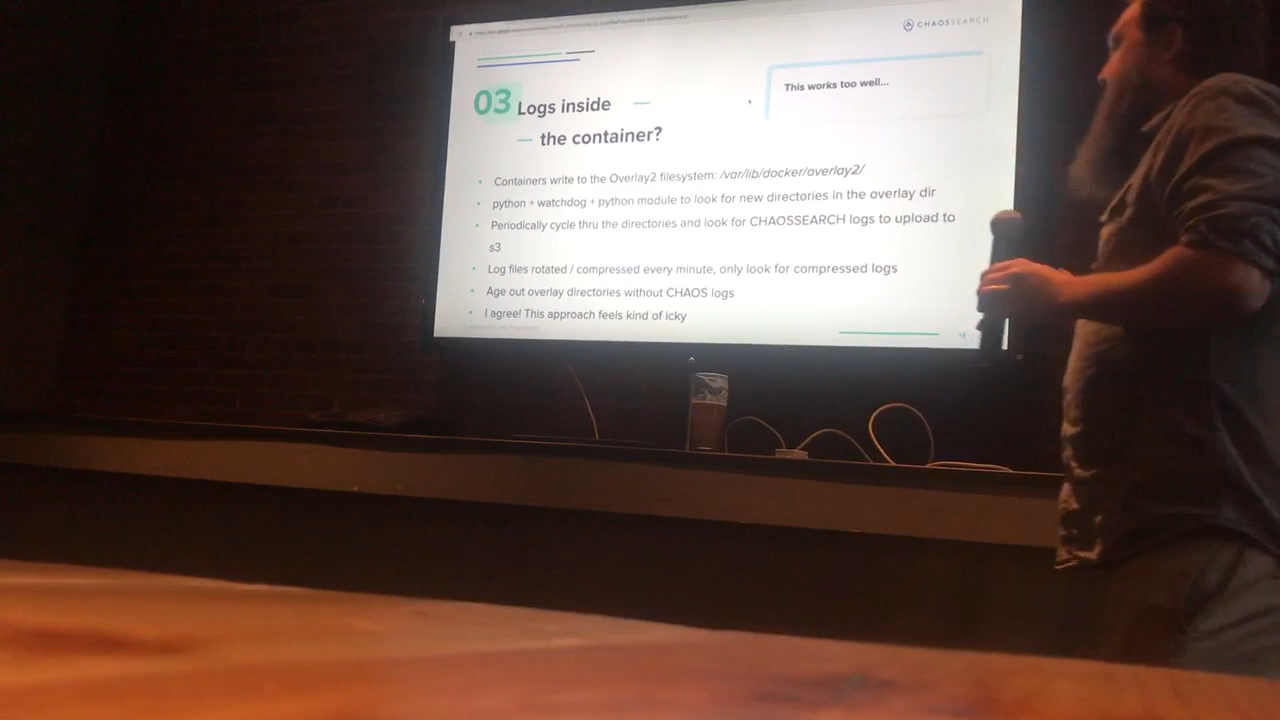 CHAOSSEARCH
03 Logs inside
the container?
This works too well...
Containers write to the Overlay2 filesystem: /var/lib/docker/overlay2/
python + watchdog + python module to look for new directories in the overlay dir
Periodically cycle thru the directories and look for CHAOSSEARCH logs to upload to
s3
Log files rotated / compressed every minute, only look for compressed logs
Age out overlay directories without CHAOS logs
I agree! This approach feels kind of icky